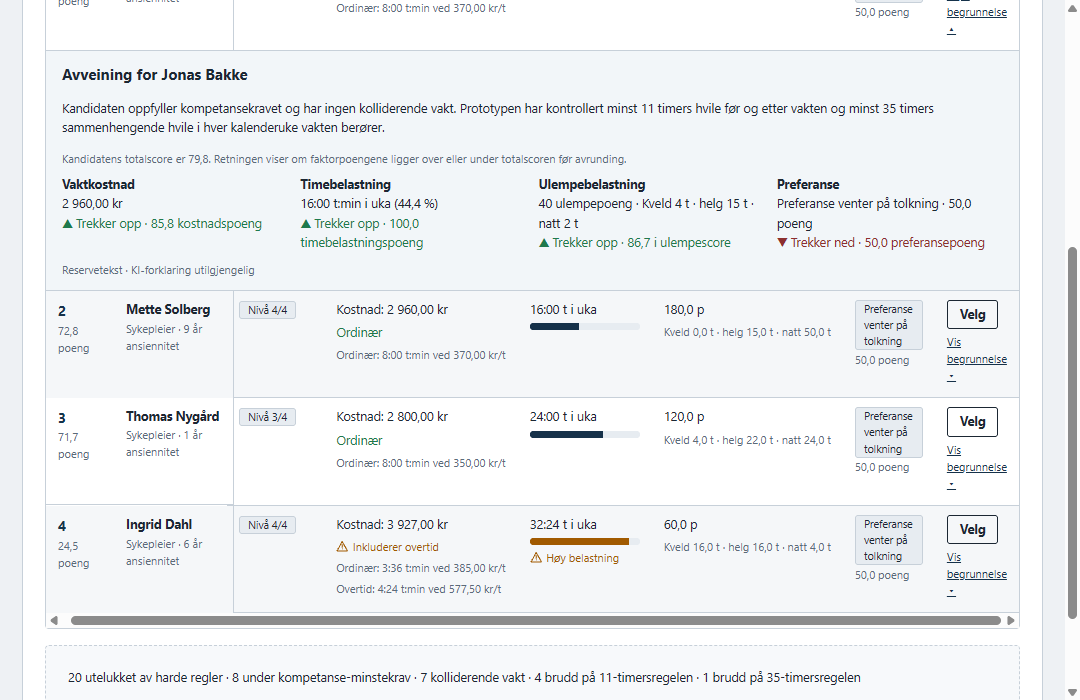 poeng
ansiennitet
Ordinær: 8:00 t:min ved 370,00 kr/t
50,0 poeng
begrunnelse
Avveining for Jonas Bakke
Kandidaten oppfyller kompetansekravet og har ingen kolliderende vakt. Prototypen har kontrollert minst 11 timers hvile før og etter vakten og minst 35 timers
sammenhengende hvile i hver kalenderuke vakten berører.
Kandidatens totalscore er 79,8. Retningen viser om faktorpoengene ligger over eller under totalscoren før avrunding.
Vaktkostnad
2 960,00 kr
▲ Trekker opp · 85,8 kostnadspoeng
Timebelastning
16:00 t:min i uka (44,4 %)
▲ Trekker opp · 100,0
timebelastningspoeng
Ulempebelastning
40 ulempepoeng · Kveld 4 t · helg 15 t ·
natt 2 t
▲ Trekker opp · 86,7 i ulempescore
Preferanse
Preferanse venter på tolkning · 50,0
poeng
▼ Trekker ned · 50,0 preferansepoeng
Reservetekst · KI-forklaring utilgjengelig
2
72,8
poeng
Mette Solberg
Sykepleier · 9 år
ansiennitet
Nivå 4/4
Kostnad: 2 960,00 kr
Ordinær
Ordinær: 8:00 t:min ved 370,00 kr/t
16:00 t i uka
180,0 p
Kveld 0,0 t · helg 15,0 t · natt 50,0 t
Preferanse
venter på
tolkning
50,0 poeng
Velg
Vis
begrunnelse
3
71,7
poeng
Thomas Nygård
Sykepleier · 1 år
ansiennitet
Nivå 3/4
Kostnad: 2 800,00 kr
Ordinær
Ordinær: 8:00 t:min ved 350,00 kr/t
24:00 t i uka
120,0 p
Kveld 4,0 t · helg 22,0 t · natt 24,0 t
Preferanse
venter på
tolkning
50,0 poeng
Velg
Vis
begrunnelse
4
24,5
poeng
Ingrid Dahl
Sykepleier · 6 år
ansiennitet
Nivå 4/4
Kostnad: 3 927,00 kr
⚠ Inkluderer overtid
Ordinær: 3:36 t:min ved 385,00 kr/t
Overtid: 4:24 t:min ved 577,50 kr/t
32:24 t i uka
⚠ Høy belastning
60,0 p
Kveld 16,0 t · helg 16,0 t · natt 4,0 t
Preferanse
venter på
tolkning
50,0 poeng
Velg
Vis
begrunnelse
20 utelukket av harde regler · 8 under kompetanse-minstekrav · 7 kolliderende vakt · 4 brudd på 11-timersregelen · 1 brudd på 35-timersregelen